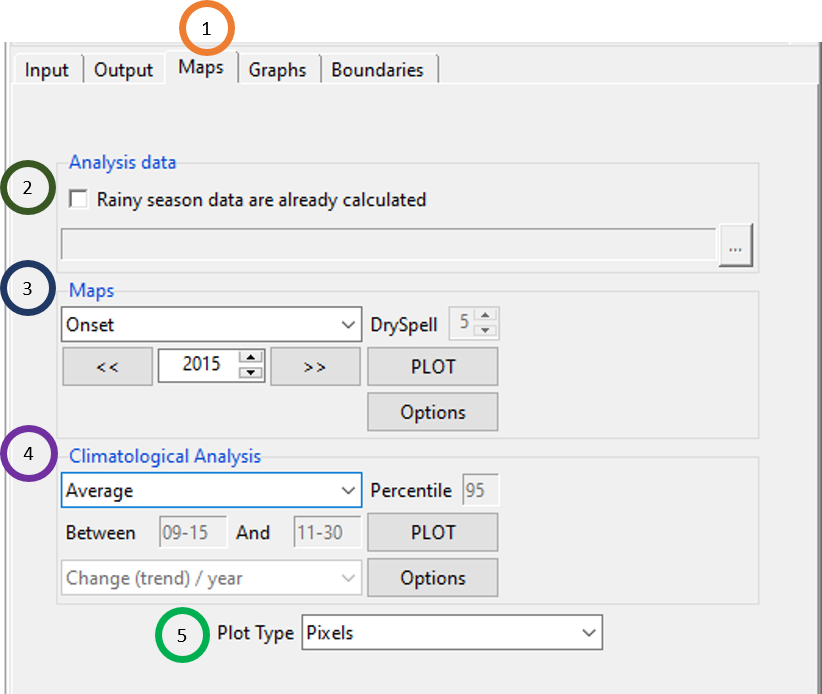 1
Input Output Maps Graphs Boundaries
2
Analysis data
Rainy season data are already calculated
...
3
Maps
Onset DrySpell 5
<< 2015 >> PLOT
Options
4
Climatological Analysis
Average Percentile 95
Between 09-15 And 11-30 PLOT
Change (trend) / year Options
5 Plot Type Pixels